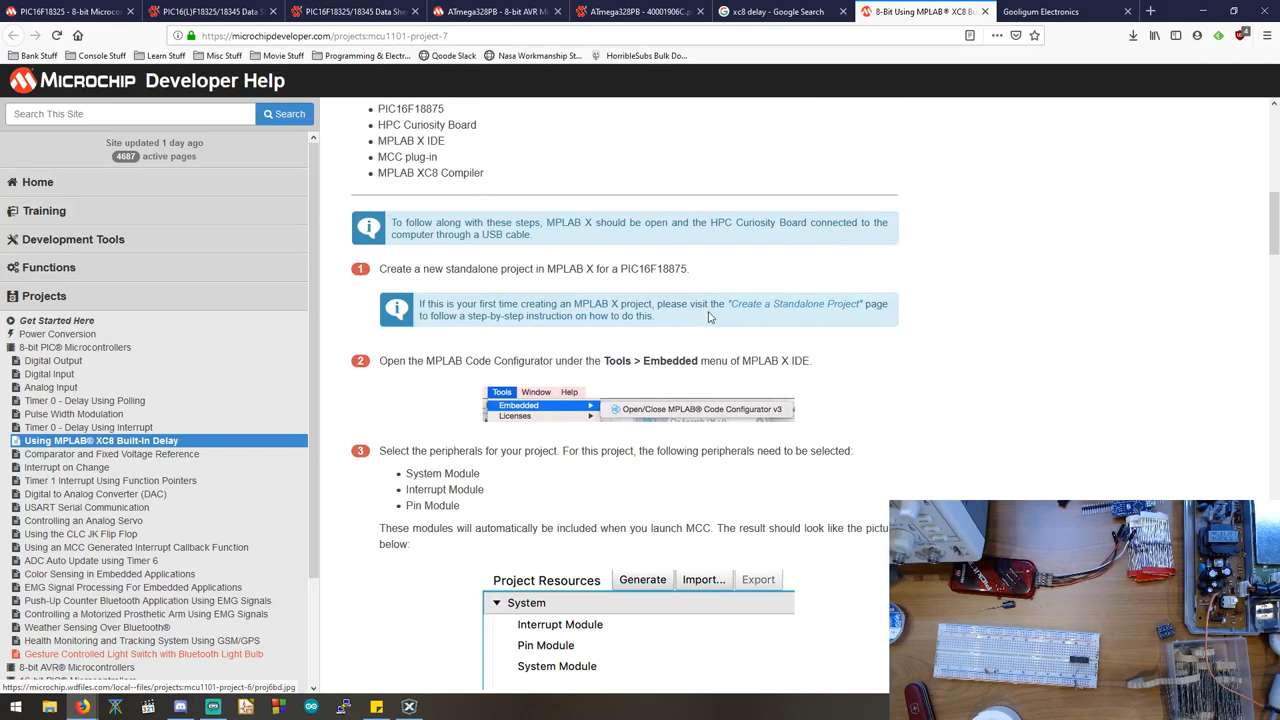 PIC16F18325 - 8-bit Microcon
PIC16(L)F18325/18345 Data S
PIC16F18325/18345 Data She
ATmega328PB - 8-bit AVR M
ATmega328PB - 40001906C.p
xc8 delay - Google Search
8-Bit Using MPLAB® XC8 B
Gooligum Electronics
https://microchipdeveloper.com/projects:mcu1101-project-7
Bank Stuff
Console Stuff
Learn Stuff
Misc Stuff
Movie Stuff
Programming & Electr...
Qoode Slack
Nasa Workmanship St...
HorribleSubs Bulk Do...
MICROCHIP Developer Help
Search This Site
Search
Site updated 1 day ago
4687 active pages
Home
Training
Development Tools
Functions
Projects
Get Started Here
Power Conversion
8-bit PIC® Microcontrollers
Digital Output
Digital Input
Analog Input
Timer 0 - Delay Using Polling
Pulse Width Modulation
Timer 0 - Delay Using Interrupt
Using MPLAB® XC8 Built-In Delay
Comparator and Fixed Voltage Reference
Interrupt on Change
Timer 1 Interrupt Using Function Pointers
Digital to Analog Converter (DAC)
USART Serial Communication
Controlling an Analog Servo
Using the CLC JK Flip Flop
Using an MCC Generated Interrupt Callback Function
ADC Auto Update using Timer 6
Color Sensing in Embedded Applications
EMG Signal Processing For Embedded Applications
Push-Up Counter Bluetooth Application Using EMG Signals
Controlling a Motorized Prosthetic Arm Using EMG Signals
Weather Sensing Over Bluetooth®
Health Monitoring and Tracking System Using GSM/GPS
Gesture Controlled Light Switch with Bluetooth Light Bulb
8-bit AVR® Microcontrollers
https://microchip.wdfiles.com/local--files/projects:mcu1101-project-6/proj6bd.jpg
PIC16F18875
HPC Curiosity Board
MPLAB X IDE
MCC plug-in
MPLAB XC8 Compiler
To follow along with these steps, MPLAB X should be open and the HPC Curiosity Board connected to the
computer through a USB cable.
1 Create a new standalone project in MPLAB X for a PIC16F18875.
If this is your first time creating an MPLAB X project, please visit the "Create a Standalone Project" page
to follow a step-by-step instruction on how to do this.
2 Open the MPLAB Code Configurator under the Tools > Embedded menu of MPLAB X IDE.
Tools Window Help
Embedded
Open/Close MPLAB® Code Configurator v3
Licenses
3 Select the peripherals for your project. For this project, the following peripherals need to be selected:
System Module
Interrupt Module
Pin Module
These modules will automatically be included when you launch MCC. The result should look like the pictu
below:
Project Resources Generate Import... Export
System
Interrupt Module
Pin Module
System Module